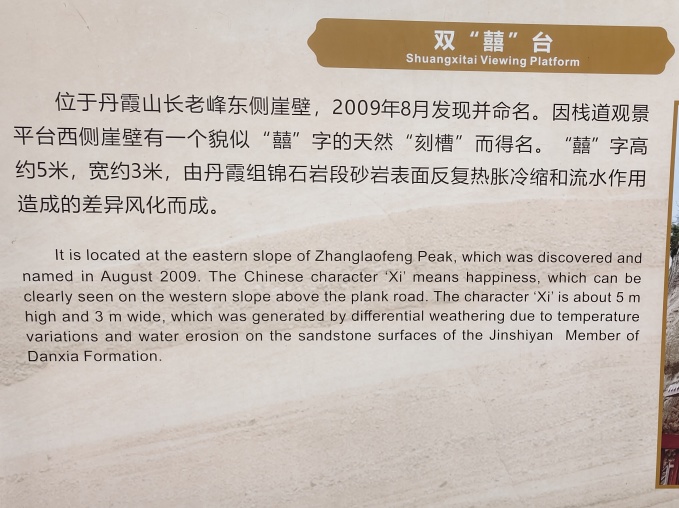 双“囍”台
Shuangxitai Viewing Platform
位于丹霞山长老峰东侧崖壁，2009年8月发现并命名。因栈道观景
平台西侧崖壁有一个貌似“囍”字的天然“刻槽”而得名。“囍”字高
约5米，宽约3米，由丹霞组锦石岩段砂岩表面反复热胀冷缩和流水作用
造成的差异风化而成。
It is located at the eastern slope of Zhanglaofeng Peak, which was discovered and
named in August 2009. The Chinese character ‘Xi’ means happiness, which can be
clearly seen on the western slope above the plank road. The character ‘Xi’ is about 5 m
high and 3 m wide, which was generated by differential weathering due to temperature
variations and water erosion on the sandstone surfaces of the Jinshiyan Member of
Danxia Formation.